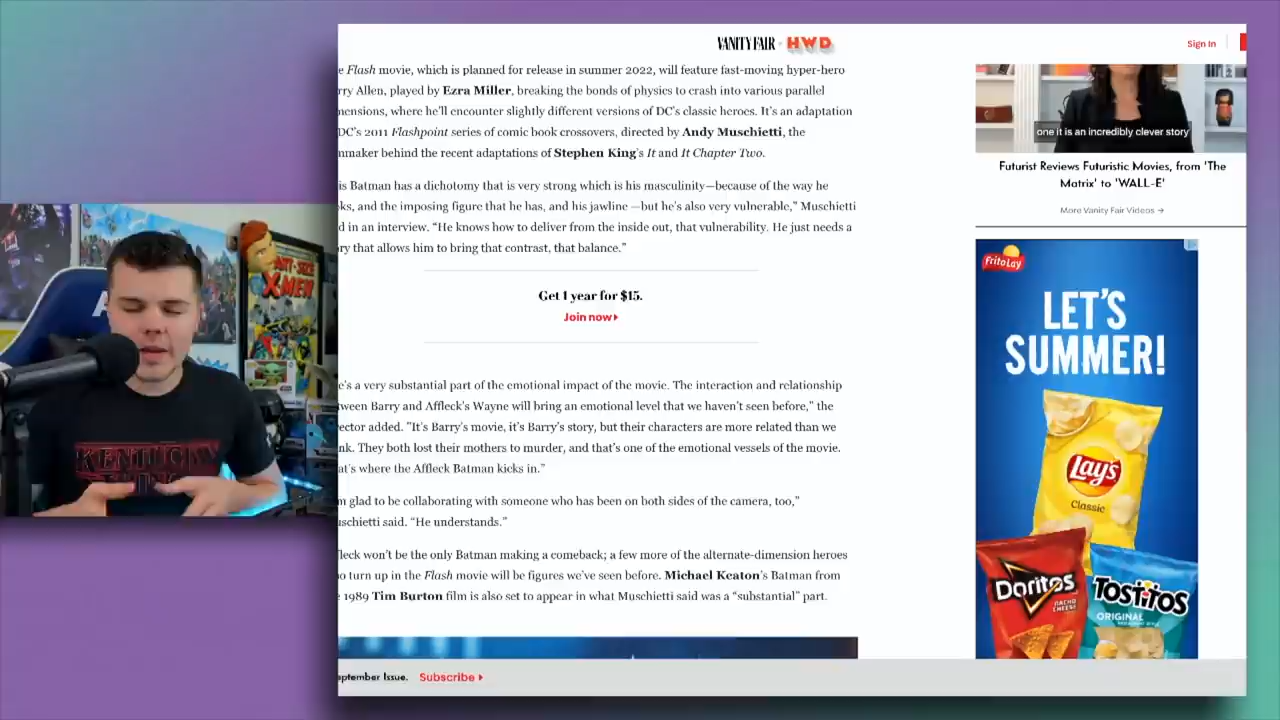 VANITY FAIR HWD
Sign In
Flash movie, which is planned for release in summer 2022, will feature fast-moving hyper-hero
rry Allen, played by Ezra Miller, breaking the bonds of physics to crash into various parallel
mensions, where he'll encounter slightly different versions of DC's classic heroes. It's an adaptation
DC's 2011 Flashpoint series of comic book crossovers, directed by Andy Muschietti, the
nmaker behind the recent adaptations of Stephen King's It and It Chapter Two.
is Batman has a dichotomy that is very strong which is his masculinity—because of the way he
ks, and the imposing figure that he has, and his jawline —but he's also very vulnerable," Muschietti
d in an interview. "He knows how to deliver from the inside out, that vulnerability. He just needs a
ry that allows him to bring that contrast, that balance."
Get 1 year for $15.
Join now
e's a very substantial part of the emotional impact of the movie. The interaction and relationship
ween Barry and Affleck's Wayne will bring an emotional level that we haven't seen before," the
ector added. "It's Barry's movie, it's Barry's story, but their characters are more related than we
nk. They both lost their mothers to murder, and that's one of the emotional vessels of the movie.
at's where the Affleck Batman kicks in."
m glad to be collaborating with someone who has been on both sides of the camera, too,"
uschietti said. "He understands."
fleck won't be the only Batman making a comeback; a few more of the alternate-dimension heroes
o turn up in the Flash movie will be figures we've seen before. Michael Keaton's Batman from
1989 Tim Burton film is also set to appear in what Muschietti said was a "substantial" part.
one it is an incredibly clever story
Futurist Reviews Futuristic Movies, from 'The
Matrix' to 'WALL-E'
More Vanity Fair Videos →
FritoLay
LET'S
SUMMER!
Lay's
Classic
Doritos
NACHO
CHEESE
TOSTITOS
ORIGINAL
eptember Issue. Subscribe
X-MEN
KENTUCKY